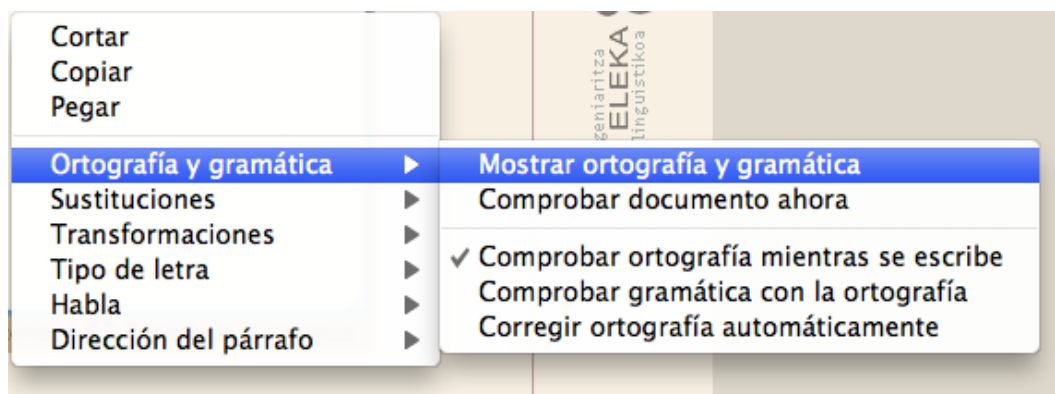 Cortar
Copiar
Pegar
Ortografía y gramática
Sustituciones
Transformaciones
Tipo de letra
Habla
Dirección del párrafo
Mostrar ortografía y gramática
Comprobar documento ahora
✓ Comprobar ortografía mientras se escribe
Comprobar gramática con la ortografía
Corregir ortografía automáticamente
ELEKA
linguistikoa